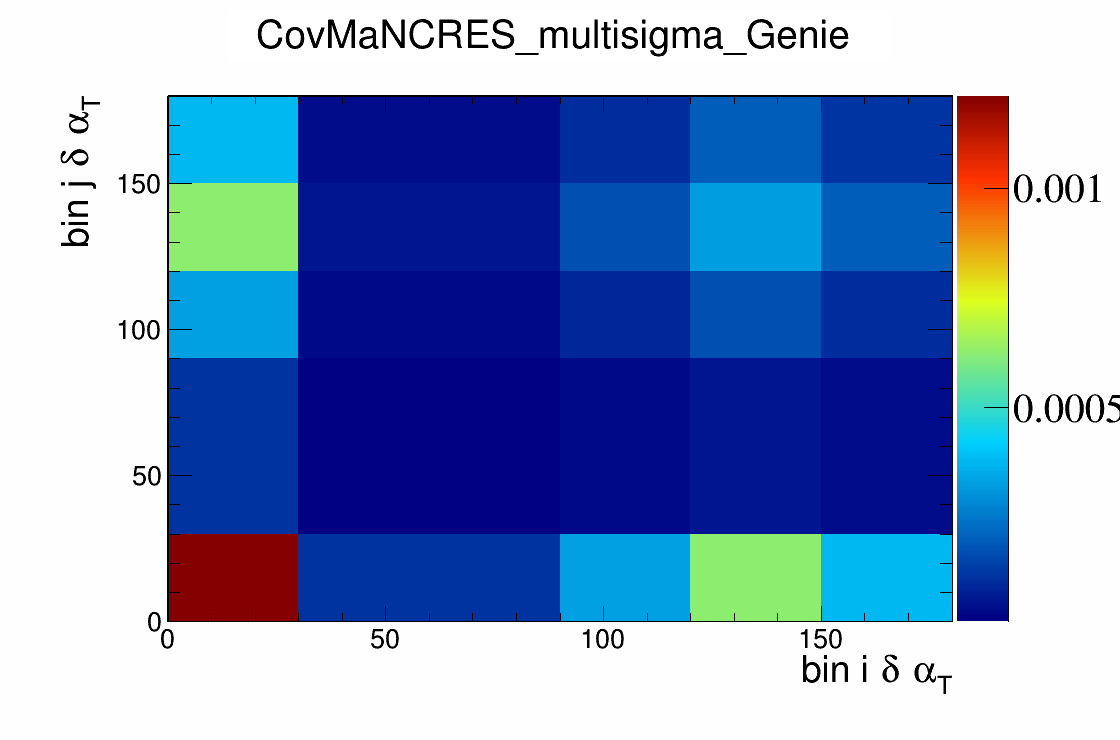 CovMaNCRES_multisigma_Genie
bin j δ α_T
150
100
50
0
0 50 100 150
bin i δ α_T
0.001
0.0005